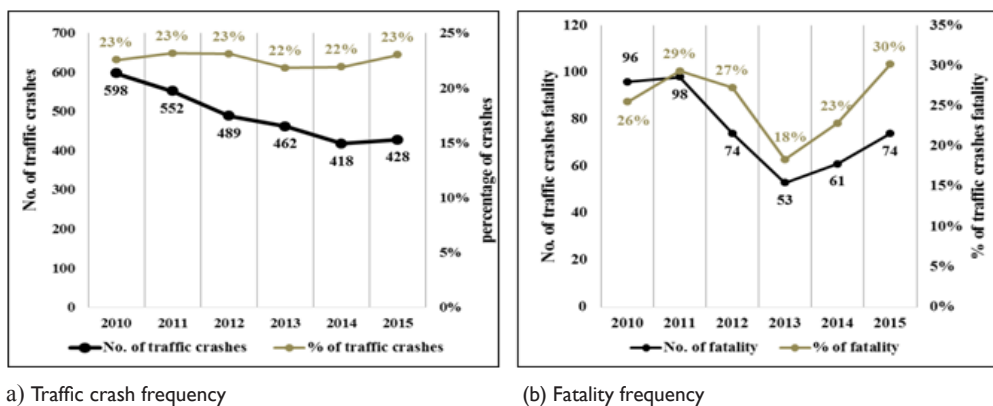 No. of traffic crashes
700
600
500
400
300
200
100
0
23% 23% 23% 22% 22% 23%
598 552 489 462 418 428
25%
20%
15%
10%
5%
0%
percentage of crashes
2010 2011 2012 2013 2014 2015
No. of traffic crashes % of traffic crashes
a) Traffic crash frequency
No. of traffic crashes fatality
120
100
80
60
40
20
0
96 98 74 53 61 74
26% 29% 27% 18% 23% 30%
35%
30%
25%
20%
15%
10%
5%
0%
% of traffic crashes fatality
2010 2011 2012 2013 2014 2015
No. of fatality % of fatality
(b) Fatality frequency